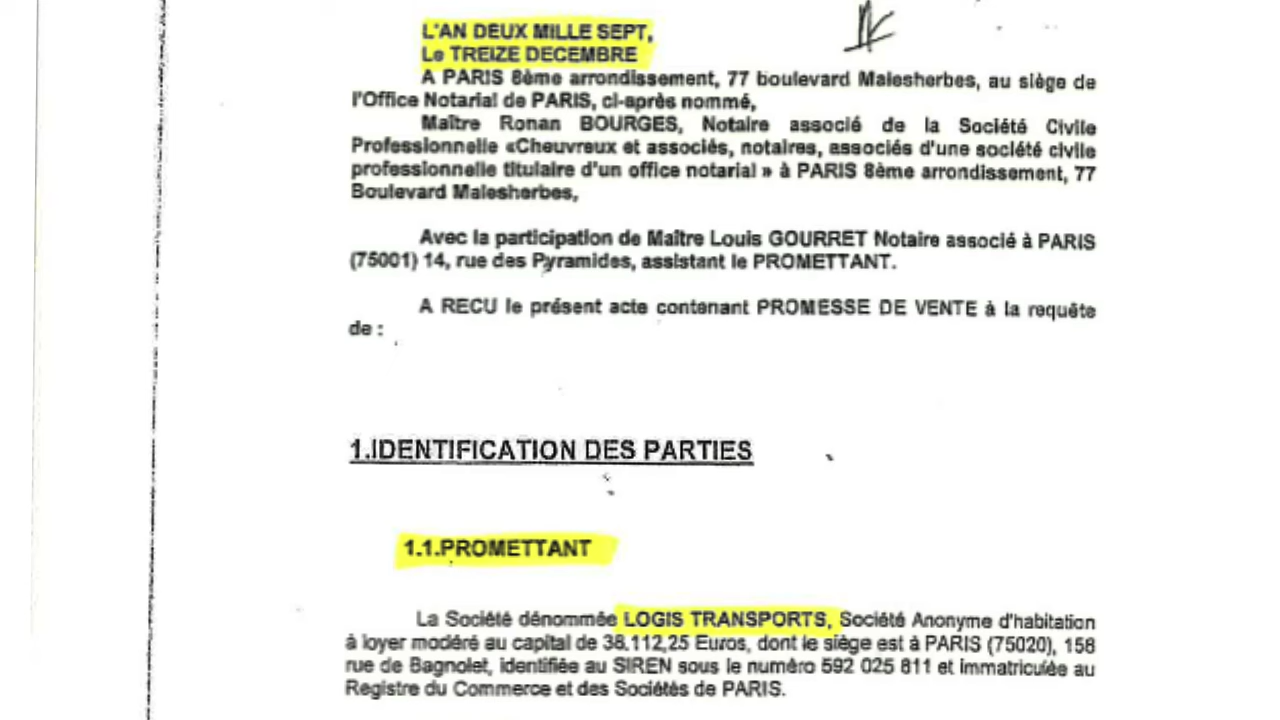 L'AN DEUX MILLE SEPT,
Le TREIZE DECEMBRE
A PARIS 8ème arrondissement, 77 boulevard Malesherbes, au siège de
l'Office Notarial de PARIS, ci-après nommé,
Maître Ronan BOURGES, Notaire associé de la Société Civile
Professionnelle «Cheuvreux et associés, notaires, associés d'une société civile
professionnelle titulaire d'un office notarial » à PARIS 8ème arrondissement, 77
Boulevard Malesherbes,
Avec la participation de Maître Louis GOURRET Notaire associé à PARIS
(75001) 14, rue des Pyramides, assistant le PROMETTANT.
A RECU le présent acte contenant PROMESSE DE VENTE à la requête
de :
1.IDENTIFICATION DES PARTIES
1.1.PROMETTANT
La Société dénommée LOGIS TRANSPORTS, Société Anonyme d'habitation
à loyer modéré au capital de 38.112,25 Euros, dont le siège est à PARIS (75020), 158
rue de Bagnolet, identifiée au SIREN sous le numéro 592 025 811 et immatriculée au
Registre du Commerce et des Sociétés de PARIS.